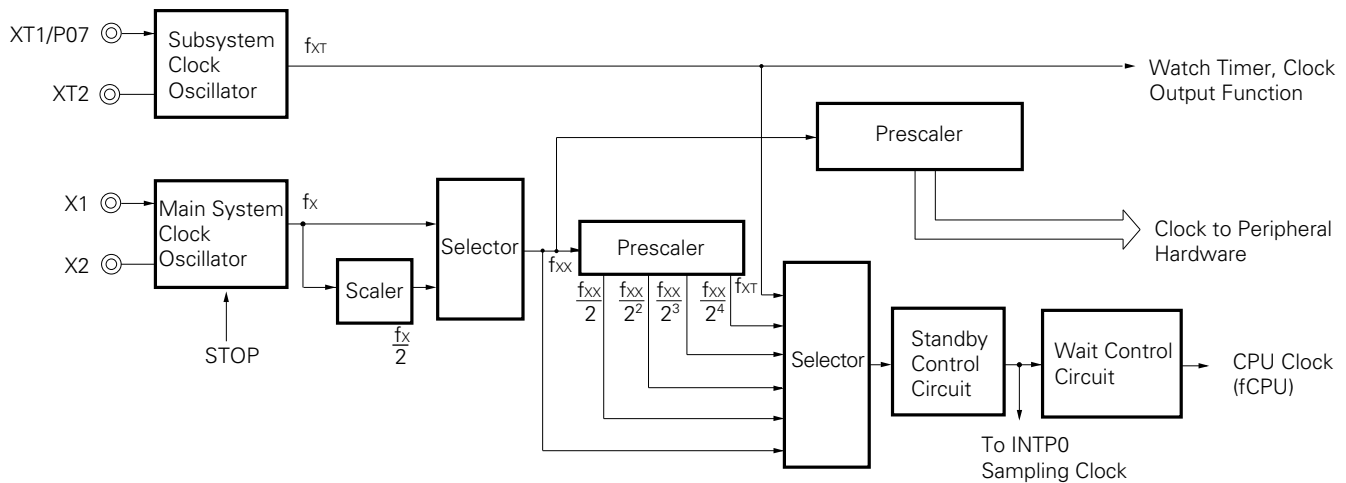 XT1/P07
XT2
Subsystem
Clock
Oscillator
fXT
Watch Timer, Clock
Output Function
Prescaler
X1
X2
Main System
Clock
Oscillator
fX
Scaler
fX
2
STOP
Selector
fXX
Prescaler
fXX
2
fXX
2²
fXX
2³
fXX
2⁴
fXT
Clock to Peripheral
Hardware
Selector
Standby
Control
Circuit
Wait Control
Circuit
CPU Clock
(fCPU)
To INTP0
Sampling Clock